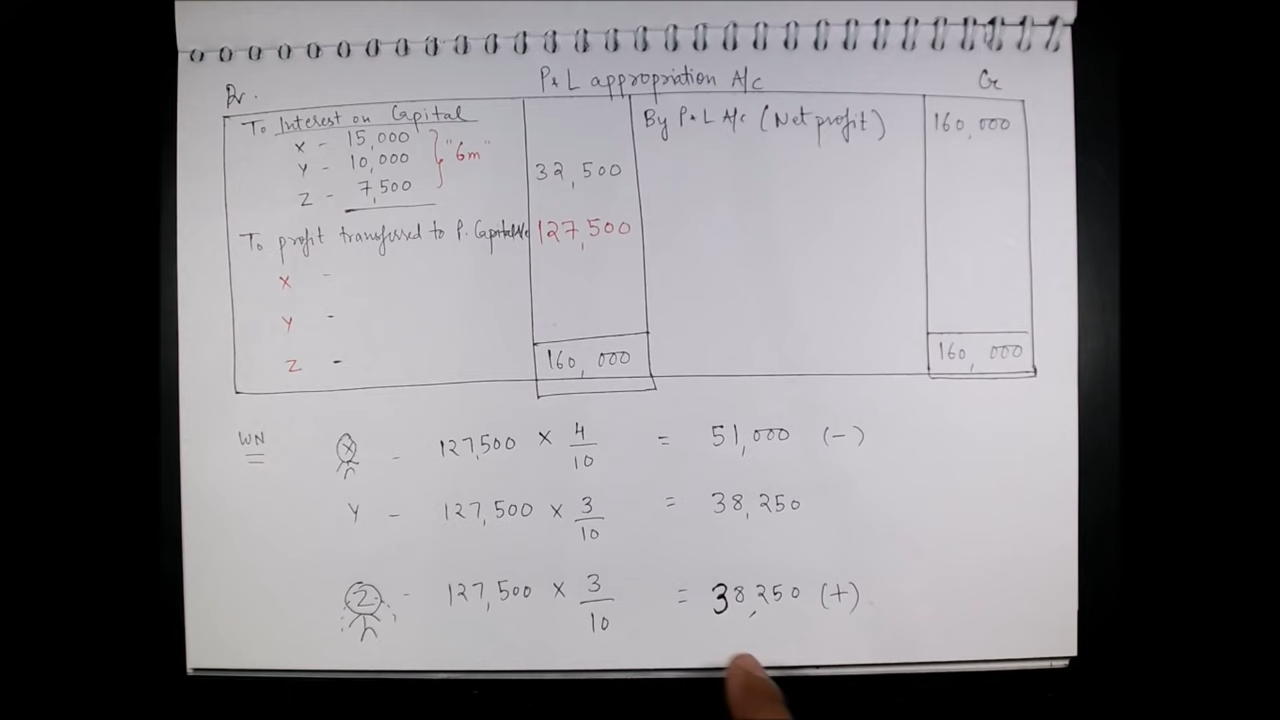 P & L appropriation A/c
Dr. Cr
To Interest on Capital
X - 15,000
Y - 10,000 "6m"
Z - 7,500 32,500
By P & L A/c (Net profit) 160,000
To profit transferred to P. Capital A/c 127,500
X -
Y -
Z -
160,000 160,000
WN
X - 127,500 × 4/10 = 51,000 (-)
Y - 127,500 × 3/10 = 38,250
Z - 127,500 × 3/10 = 38,250 (+)